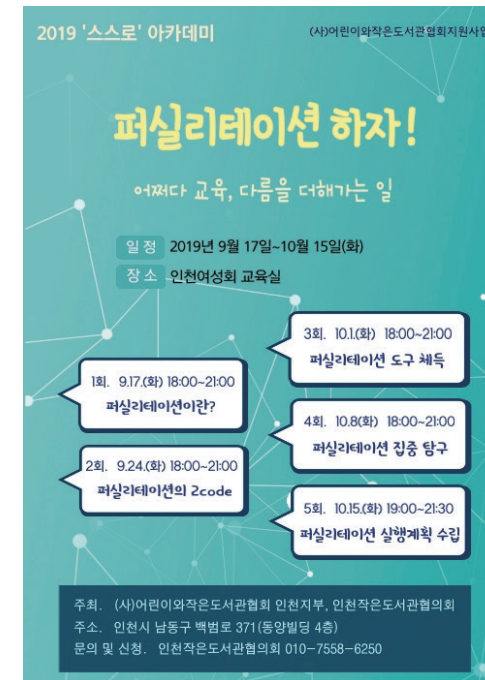 2019 '스스로' 아카데미
(사)어린이와작은도서관협회지원사업
퍼실리테이션 하자!
어쩌다 교육, 다름을 더해가는 일
일 정 2019년 9월 17일~10월 15일(화)
장 소 인천여성회 교육실
1회. 9.17.(화) 18:00~21:00
퍼실리테이션이란?
2회. 9.24.(화) 18:00~21:00
퍼실리테이션의 2code
3회. 10.1.(화) 18:00~21:00
퍼실리테이션 도구 체득
4회. 10.8(화) 18:00~21:00
퍼실리테이션 집중 탐구
5회. 10.15.(화) 19:00~21:30
퍼실리테이션 실행계획 수립
주최. (사)어린이와작은도서관협회 인천지부, 인천작은도서관협의회
주소. 인천시 남동구 백범로 371(동양빌딩 4층)
문의 및 신청. 인천작은도서관협의회 010-7558-6250